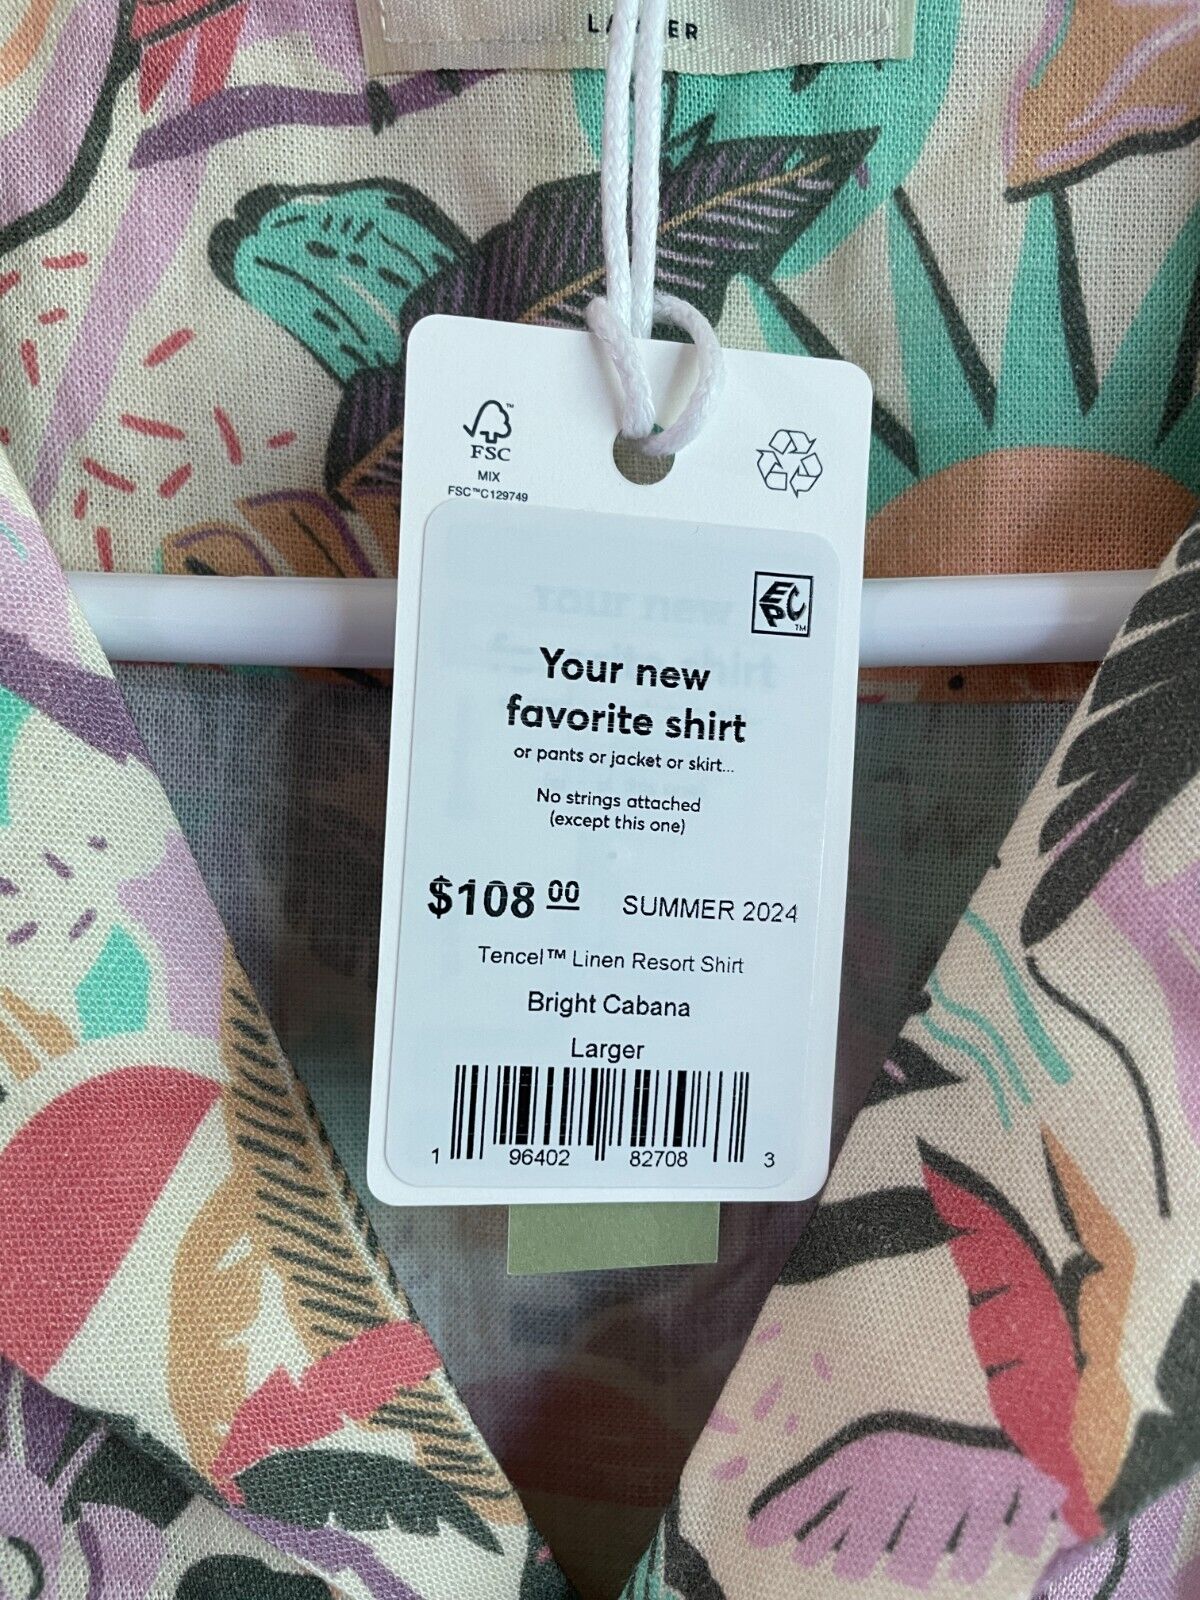 FSC
MIX
FSC™C129749
EPC™
Your new
favorite shirt
or pants or jacket or skirt...
No strings attached
(except this one)
$108 00 SUMMER 2024
Tencel™ Linen Resort Shirt
Bright Cabana
Larger
1 96402 82708 3